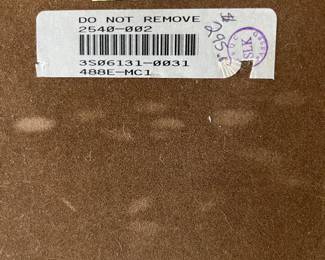 DO NOT REMOVE
2540-002
3S06131-0031
488E-MC1
SLK